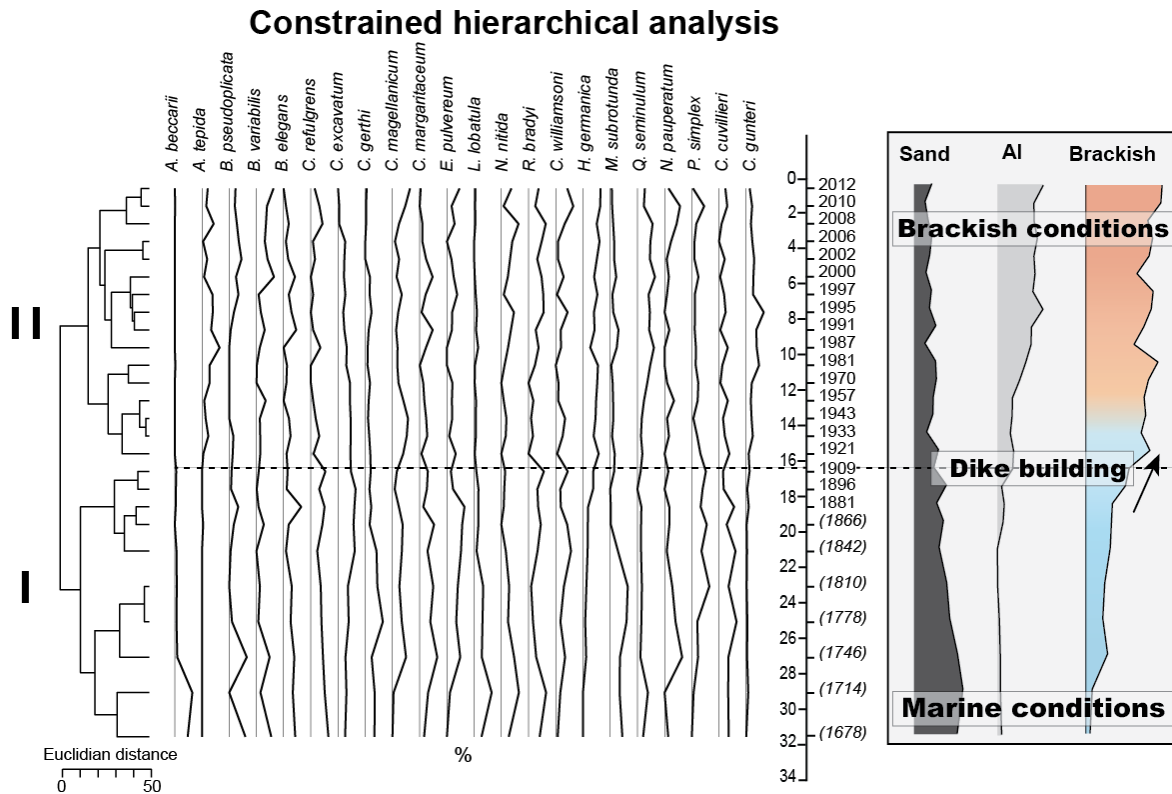 Constrained hierarchical analysis
A. beccarii
A. tepida
B. pseudoplicata
B. variabilis
B. elegans
C. refulgrens
C. excavatum
C. gerthi
C. magellanicum
C. margaritaceum
E. pulvereum
L. lobatula
N. nitida
R. bradyi
C. williamsoni
H. germanica
M. subrotunda
Q. seminulum
N. pauperatum
P. simplex
C. cuvillieri
C. gunteri
Sand Al Brackish
0 2012
2010
2 2008
2006
4 2002
2000
6 1997
1995
8 1991
1987
10 1981
1970
12 1957
1943
14 1933
1921
16 1909
1896
18 1881
20 (1866)
(1842)
22
(1810)
24
(1778)
26
(1746)
28
(1714)
30
(1678)
32
34
Brackish conditions
Dike building
Marine conditions
II
I
Euclidian distance
0 50
%